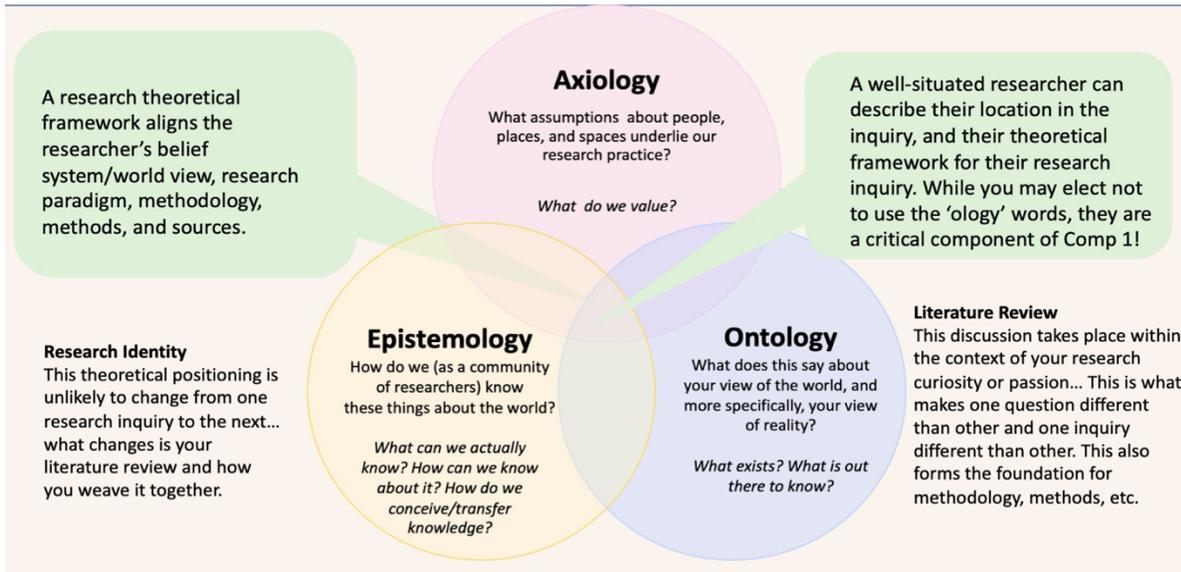 A research theoretical
framework aligns the
researcher's belief
system/world view, research
paradigm, methodology,
methods, and sources.
Axiology
What assumptions about people,
places, and spaces underlie our
research practice?
What do we value?
A well-situated researcher can
describe their location in the
inquiry, and their theoretical
framework for their research
inquiry. While you may elect not
to use the 'ology' words, they are
a critical component of Comp 1!
Research Identity
This theoretical positioning is
unlikely to change from one
research inquiry to the next...
what changes is your
literature review and how
you weave it together.
Epistemology
How do we (as a community
of researchers) know
these things about the world?
What can we actually
know? How can we know
about it? How do we
conceive/transfer
knowledge?
Ontology
What does this say about
your view of the world, and
more specifically, your view
of reality?
What exists? What is out
there to know?
Literature Review
This discussion takes place within
the context of your research
curiosity or passion... This is what
makes one question different
than other and one inquiry
different than other. This also
forms the foundation for
methodology, methods, etc.